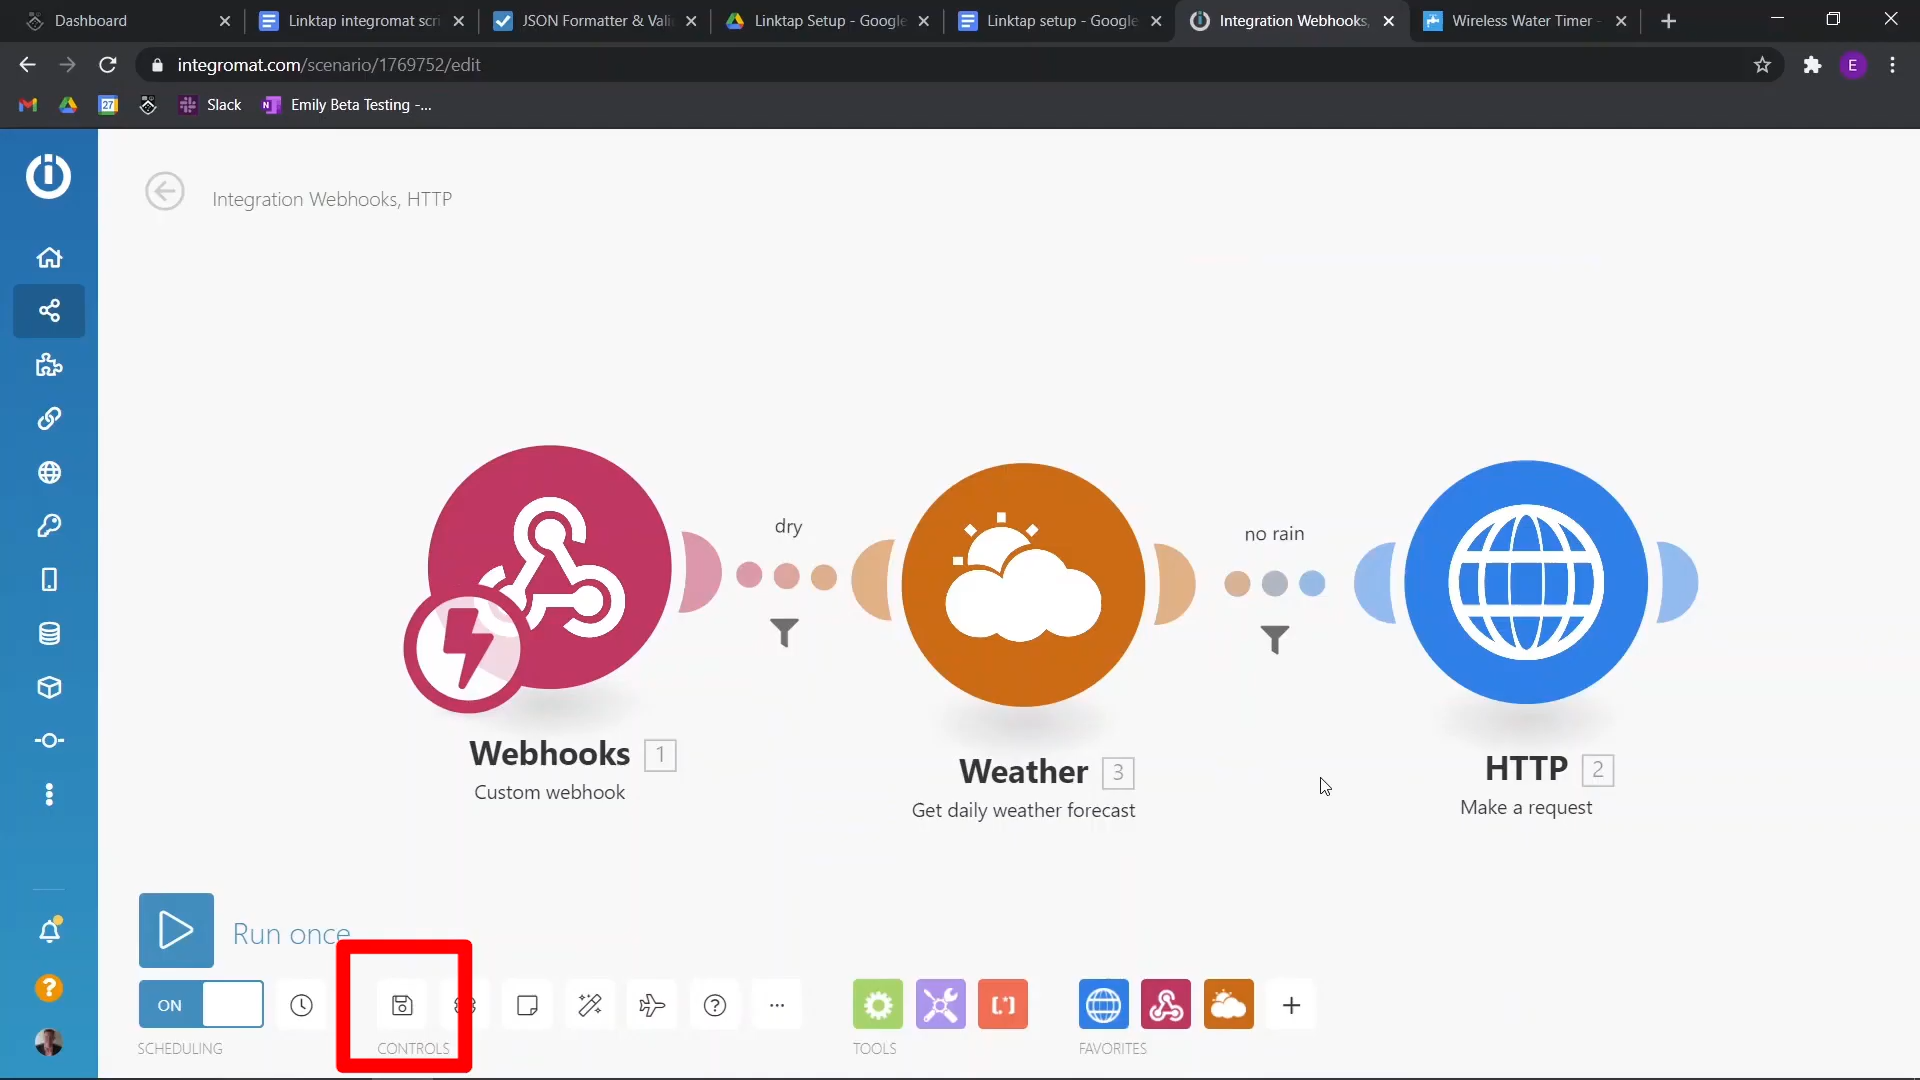 Dashboard
Linktap integromat scri
JSON Formatter & Vali
Linktap Setup - Google
Linktap setup - Google
Integration Webhooks,
Wireless Water Timer -
integromat.com/scenario/1769752/edit
E
27
Slack
N
Emily Beta Testing -...
Integration Webhooks, HTTP
dry
no rain
Webhooks 1
Custom webhook
Weather 3
Get daily weather forecast
HTTP 2
Make a request
Run once
ON
SCHEDULING
CONTROLS
TOOLS
FAVORITES